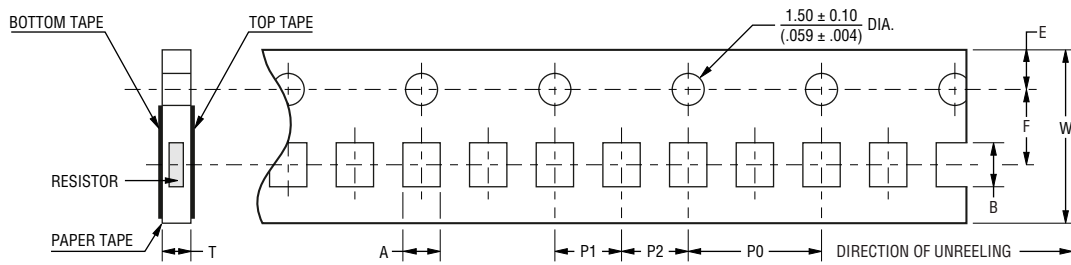 BOTTOM TAPE
TOP TAPE
1.50 ± 0.10
(.059 ± .004)
DIA.
E
F
W
RESISTOR
B
PAPER TAPE
T
A
P1
P2
P0
DIRECTION OF UNREELING